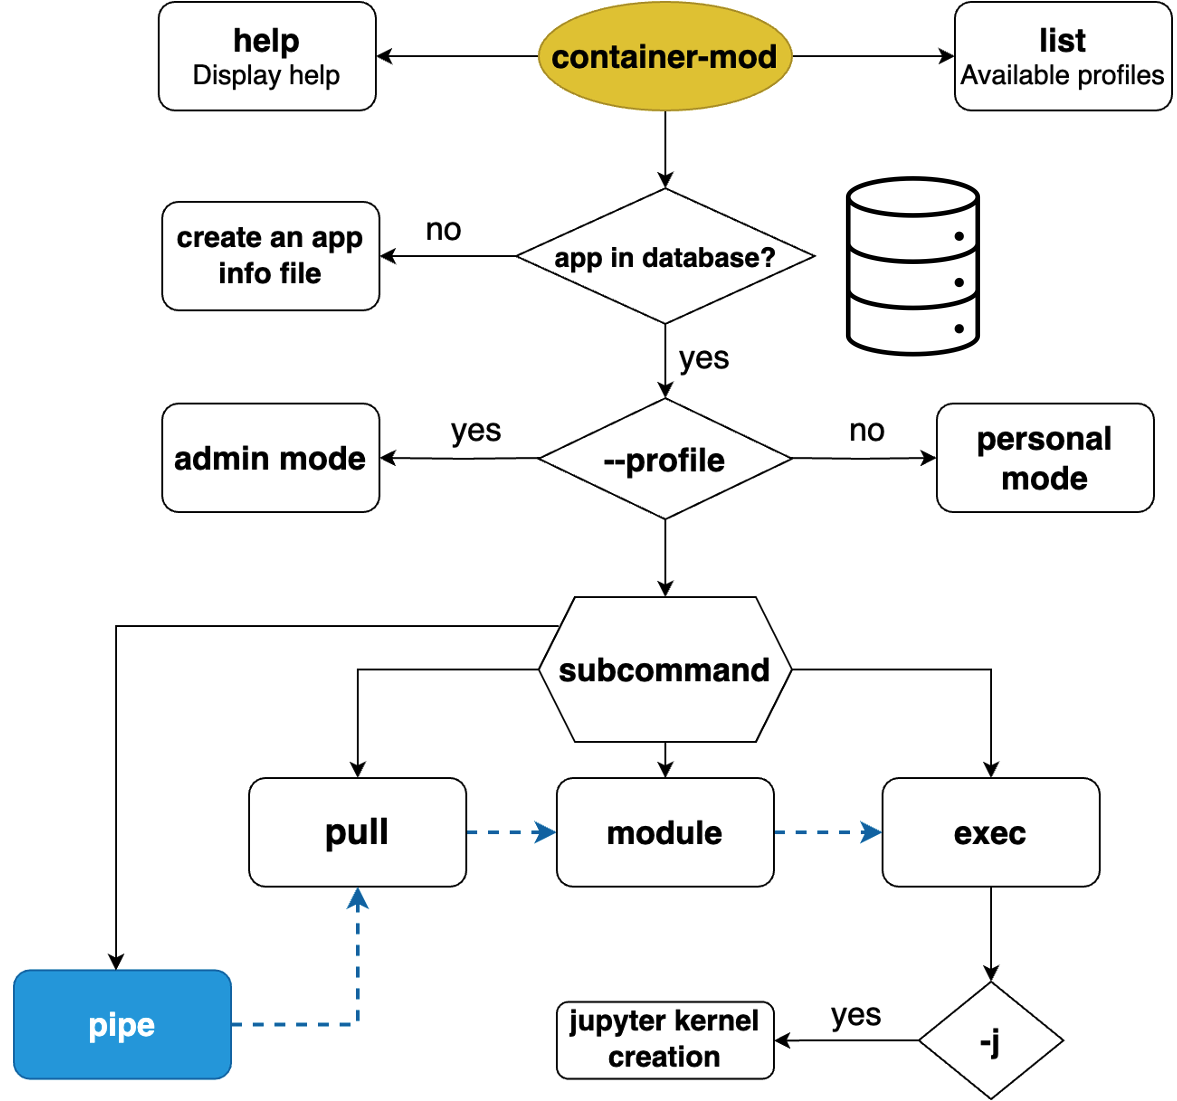 help
Display help
container-mod
list
Available profiles
create an app
info file
no
app in database?
yes
admin mode
yes
--profile
no
personal
mode
subcommand
pull
module
exec
pipe
jupyter kernel
creation
yes
-j